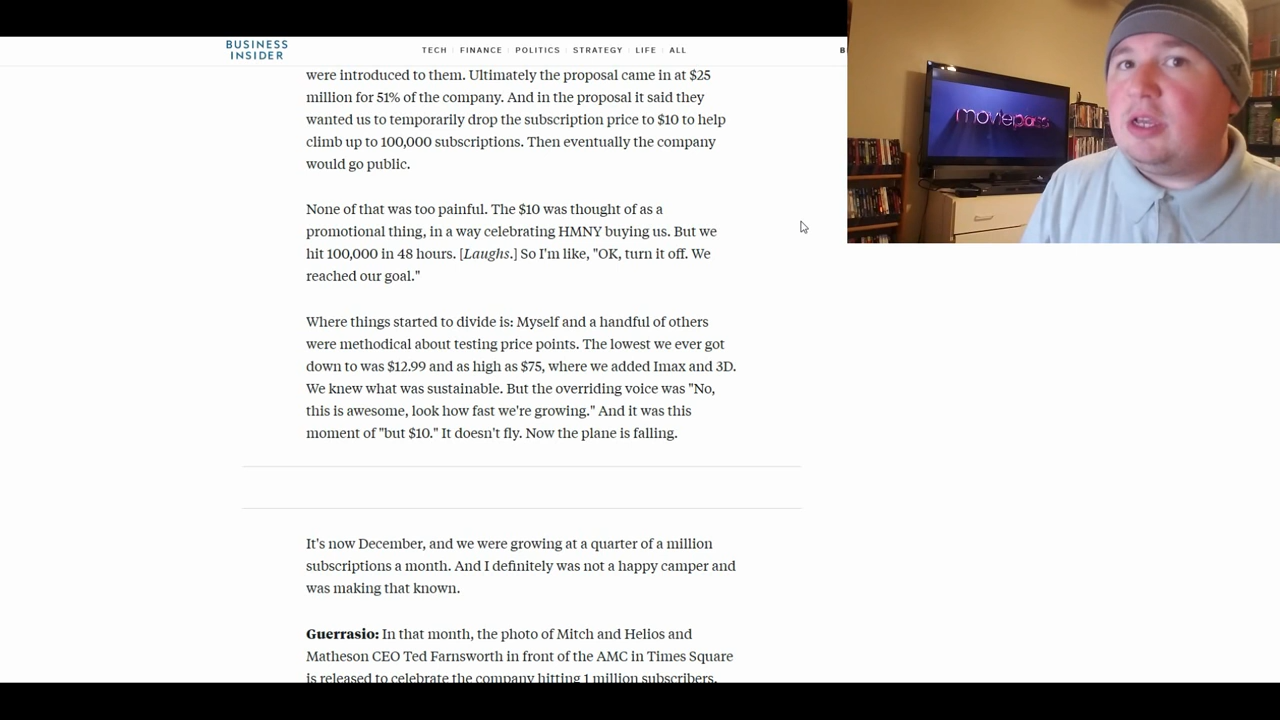 BUSINESS
INSIDER
TECH FINANCE POLITICS STRATEGY LIFE ALL
B
moviepass
were introduced to them. Ultimately the proposal came in at $25
million for 51% of the company. And in the proposal it said they
wanted us to temporarily drop the subscription price to $10 to help
climb up to 100,000 subscriptions. Then eventually the company
would go public.
None of that was too painful. The $10 was thought of as a
promotional thing, in a way celebrating HMNY buying us. But we
hit 100,000 in 48 hours. [Laughs.] So I'm like, "OK, turn it off. We
reached our goal."
Where things started to divide is: Myself and a handful of others
were methodical about testing price points. The lowest we ever got
down to was $12.99 and as high as $75, where we added Imax and 3D.
We knew what was sustainable. But the overriding voice was "No,
this is awesome, look how fast we're growing." And it was this
moment of "but $10." It doesn't fly. Now the plane is falling.
It's now December, and we were growing at a quarter of a million
subscriptions a month. And I definitely was not a happy camper and
was making that known.
Guerrasio: In that month, the photo of Mitch and Helios and
Matheson CEO Ted Farnsworth in front of the AMC in Times Square
is released to celebrate the company hitting 1 million subscribers.